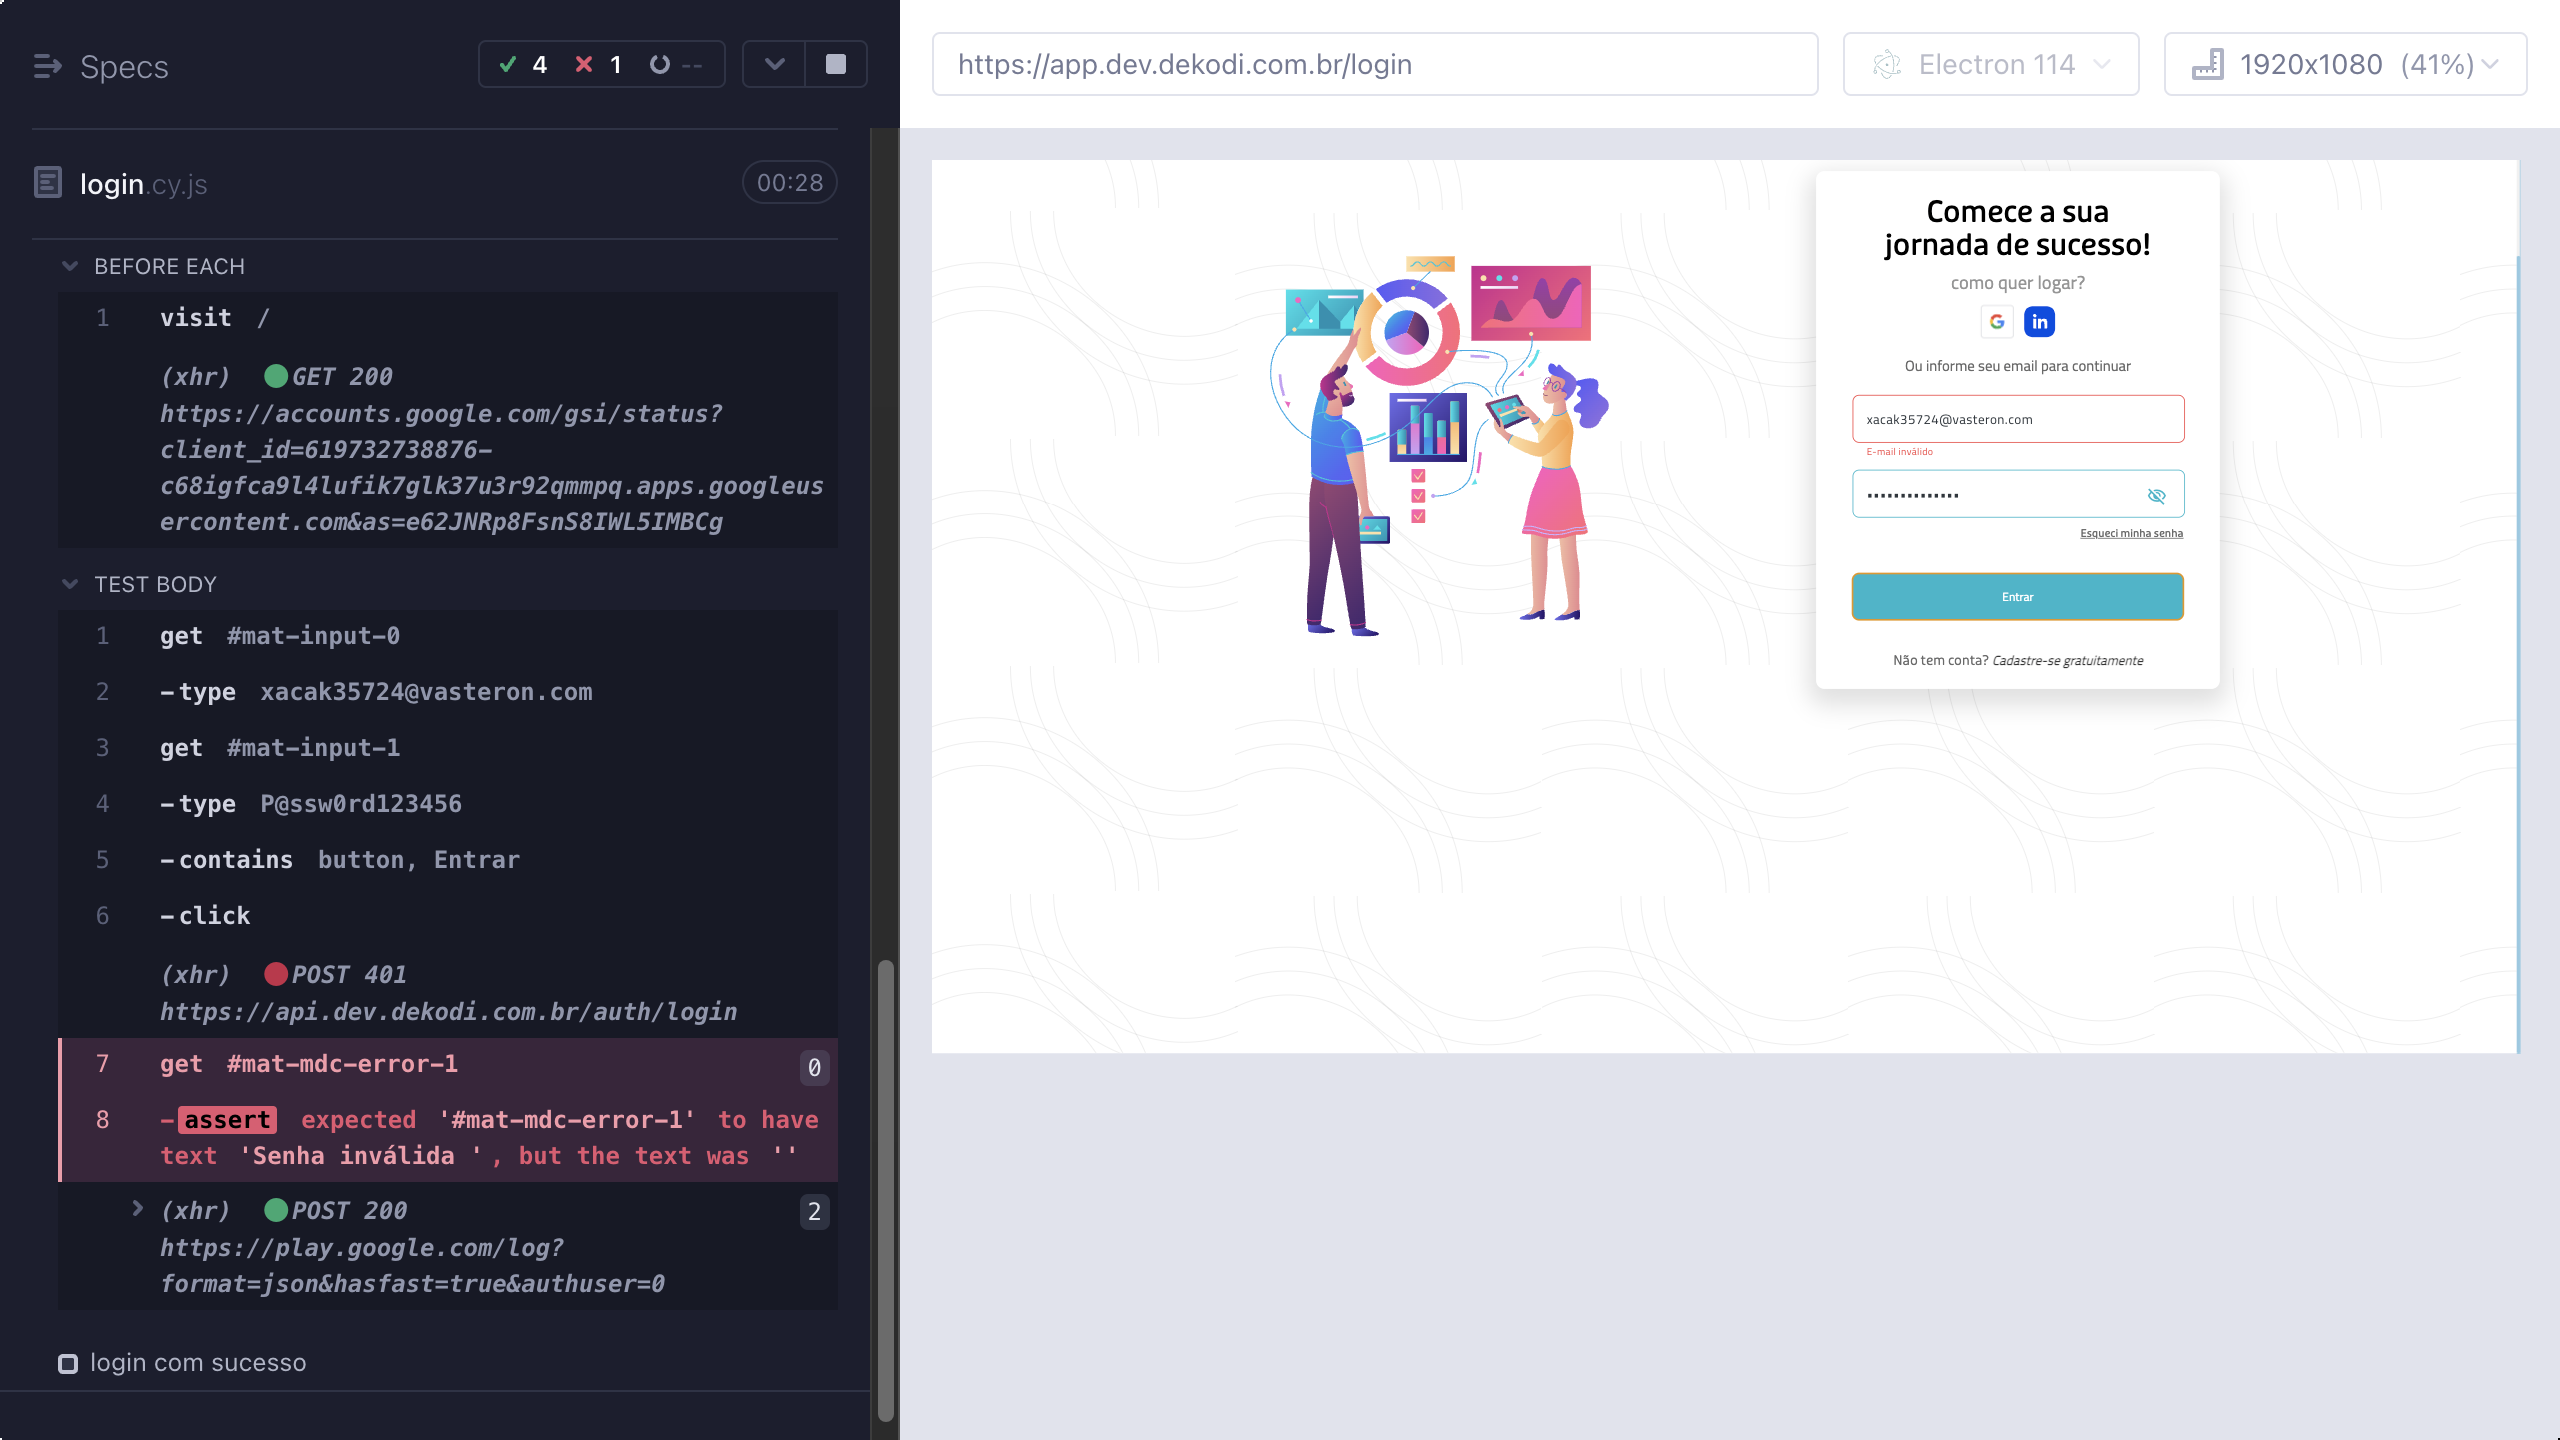 Specs
4 1 --
login.cy.js
00:28
BEFORE EACH
1 visit /
(xhr) GET 200
https://accounts.google.com/gsi/status?
client_id=619732738876-
c68igfca9l4lufik7glk37u3r92qmmpq.apps.googleus
ercontent.com&as=e62JNRp8FsnS8IWL5IMBCg
TEST BODY
1 get #mat-input-0
2 -type xacak35724@vasteron.com
3 get #mat-input-1
4 -type P@ssw0rd123456
5 -contains button, Entrar
6 -click
(xhr) POST 401
https://api.dev.dekodi.com.br/auth/login
7 get #mat-mdc-error-1 0
8 -assert expected '#mat-mdc-error-1' to have
text 'Senha inválida ', but the text was ''
(xhr) POST 200 2
https://play.google.com/log?
format=json&hasfast=true&authuser=0
login com sucesso
https://app.dev.dekodi.com.br/login
Electron 114
1920x1080 (41%)
Comece a sua
jornada de sucesso!
como quer logar?
G in
Ou informe seu email para continuar
xacak35724@vasteron.com
E-mail inválido
••••••••••••••
Esqueci minha senha
Entrar
Não tem conta? Cadastre-se gratuitamente